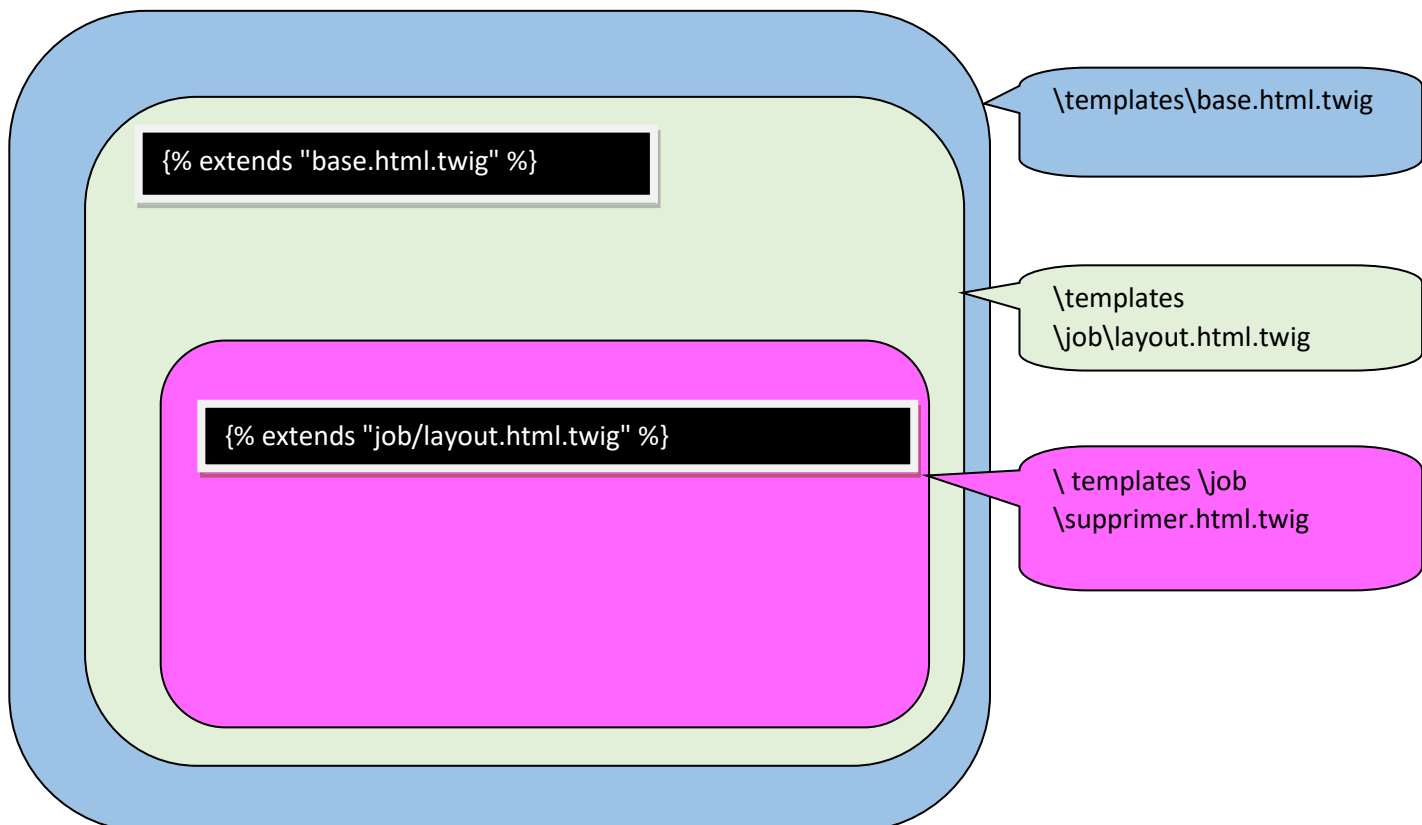 \templates\base.html.twig
{% extends "base.html.twig" %}
\templates
\job\layout.html.twig
{% extends "job/layout.html.twig" %}
\ templates \job
\supprimer.html.twig